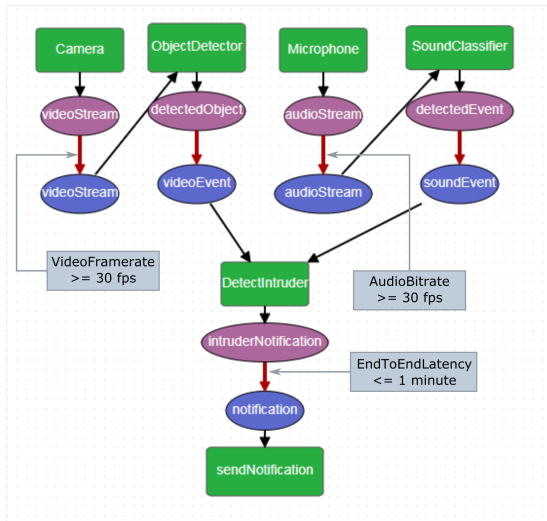 Camera
ObjectDetector
Microphone
SoundClassifier
videoStream
detectedObject
audioStream
detectedEvent
videoStream
videoEvent
audioStream
soundEvent
VideoFramerate
>= 30 fps
DetectIntruder
AudioBitrate
>= 30 fps
intruderNotification
EndToEndLatency
<= 1 minute
notification
sendNotification